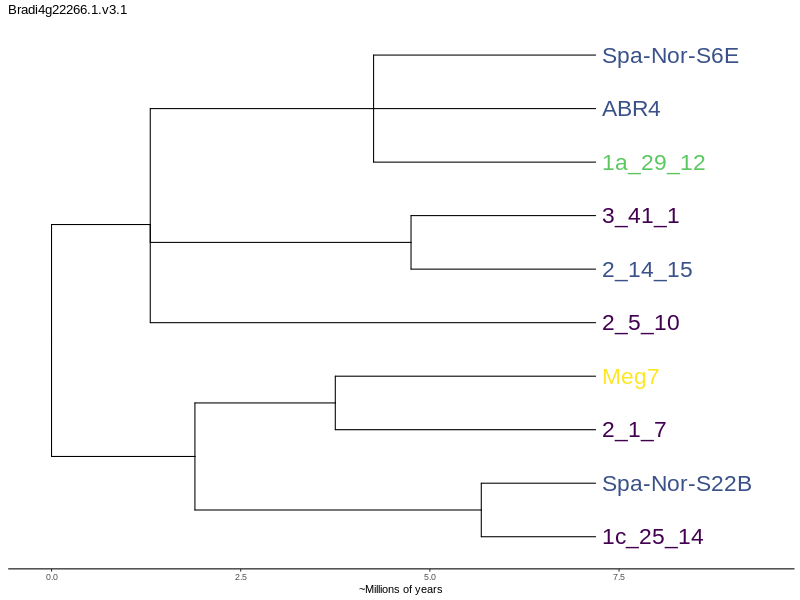 Bradi4g22266.1.v3.1
Spa-Nor-S6E
ABR4
1a_29_12
3_41_1
2_14_15
2_5_10
Meg7
2_1_7
Spa-Nor-S22B
1c_25_14
0.0 2.5 5.0 7.5
~Millions of years